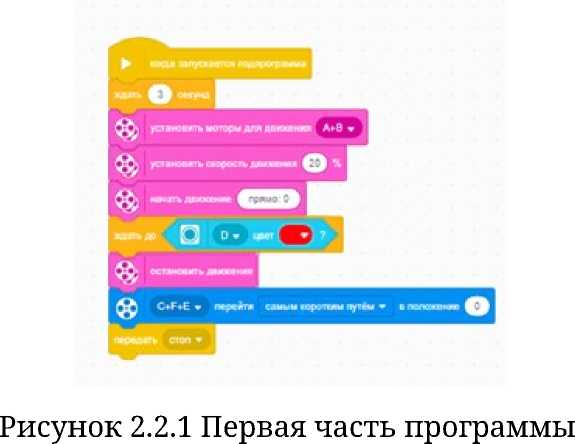 когда запускается подпрограмма
ждать 3 секунд
установить моторы для движения A+B
установить скорость движения 20 %
начать движение прямо: 0
ждать до D цвет ?
остановить движение
C+F+E перейти самым коротким путём в положение 0
передать стоп
Рисунок 2.2.1 Первая часть программы